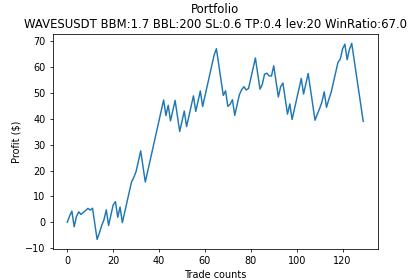 Portfolio
WAVESUSDT BBM:1.7 BBL:200 SL:0.6 TP:0.4 lev:20 WinRatio:67.0
70
60
50
40
30
20
10
0
−10
Profit ($)
0 20 40 60 80 100 120
Trade counts